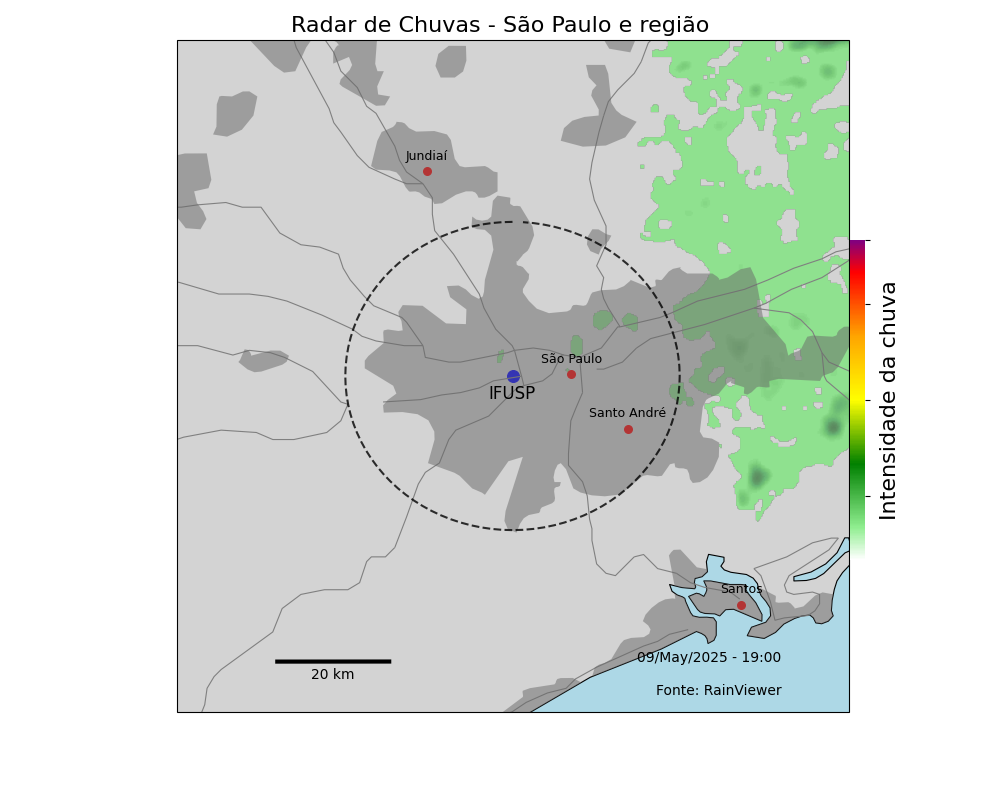 Radar de Chuvas - São Paulo e região
Jundiaí
São Paulo
IFUSP
Santo André
Intensidade da chuva
Santos
09/May/2025 - 19:00
20 km
Fonte: RainViewer